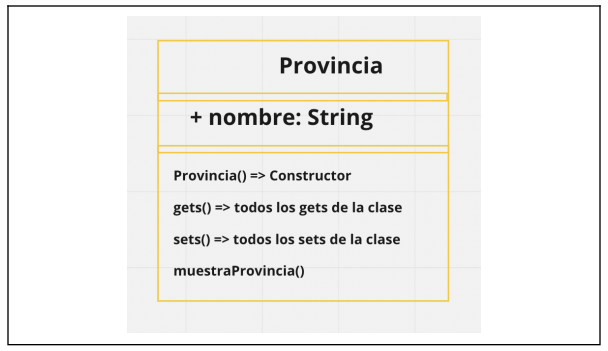 Provincia
+ nombre: String
Provincia() => Constructor
gets() => todos los gets de la clase
sets() => todos los sets de la clase
muestraProvincia()